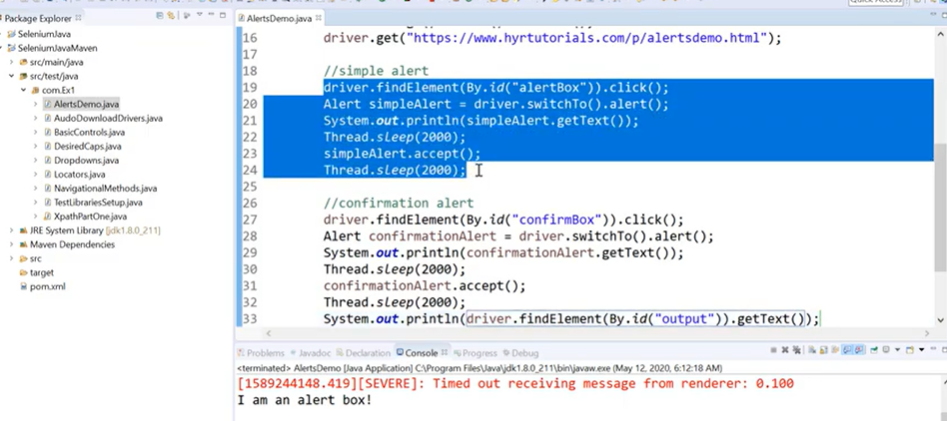 Quick Access
Package Explorer
SeleniumJava
SeleniumJavaMaven
src/main/java
src/test/java
com.Ex1
AlertsDemo.java
AudoDownloadDrivers.java
BasicControls.java
DesiredCaps.java
Dropdowns.java
Locators.java
NavigationalMethods.java
TestLibrariesSetup.java
XpathPartOne.java
JRE System Library [jdk1.8.0_211]
Maven Dependencies
src
target
pom.xml
AlertsDemo.java
16 driver.get("https://www.hyrtutorials.com/p/alertsdemo.html");
17
18 //simple alert
19 driver.findElement(By.id("alertBox")).click();
20 Alert simpleAlert = driver.switchTo().alert();
21 System.out.println(simpleAlert.getText());
22 Thread.sleep(2000);
23 simpleAlert.accept();
24 Thread.sleep(2000);
25
26 //confirmation alert
27 driver.findElement(By.id("confirmBox")).click();
28 Alert confirmationAlert = driver.switchTo().alert();
29 System.out.println(confirmationAlert.getText());
30 Thread.sleep(2000);
31 confirmationAlert.accept();
32 Thread.sleep(2000);
33 System.out.println(driver.findElement(By.id("output")).getText());
Problems Javadoc Declaration Console Progress Debug
<terminated> AlertsDemo [Java Application] C:\Program Files\Java\jdk1.8.0_211\bin\javaw.exe (May 12, 2020, 6:12:18 AM)
[1589244148.419][SEVERE]: Timed out receiving message from renderer: 0.100
I am an alert box!